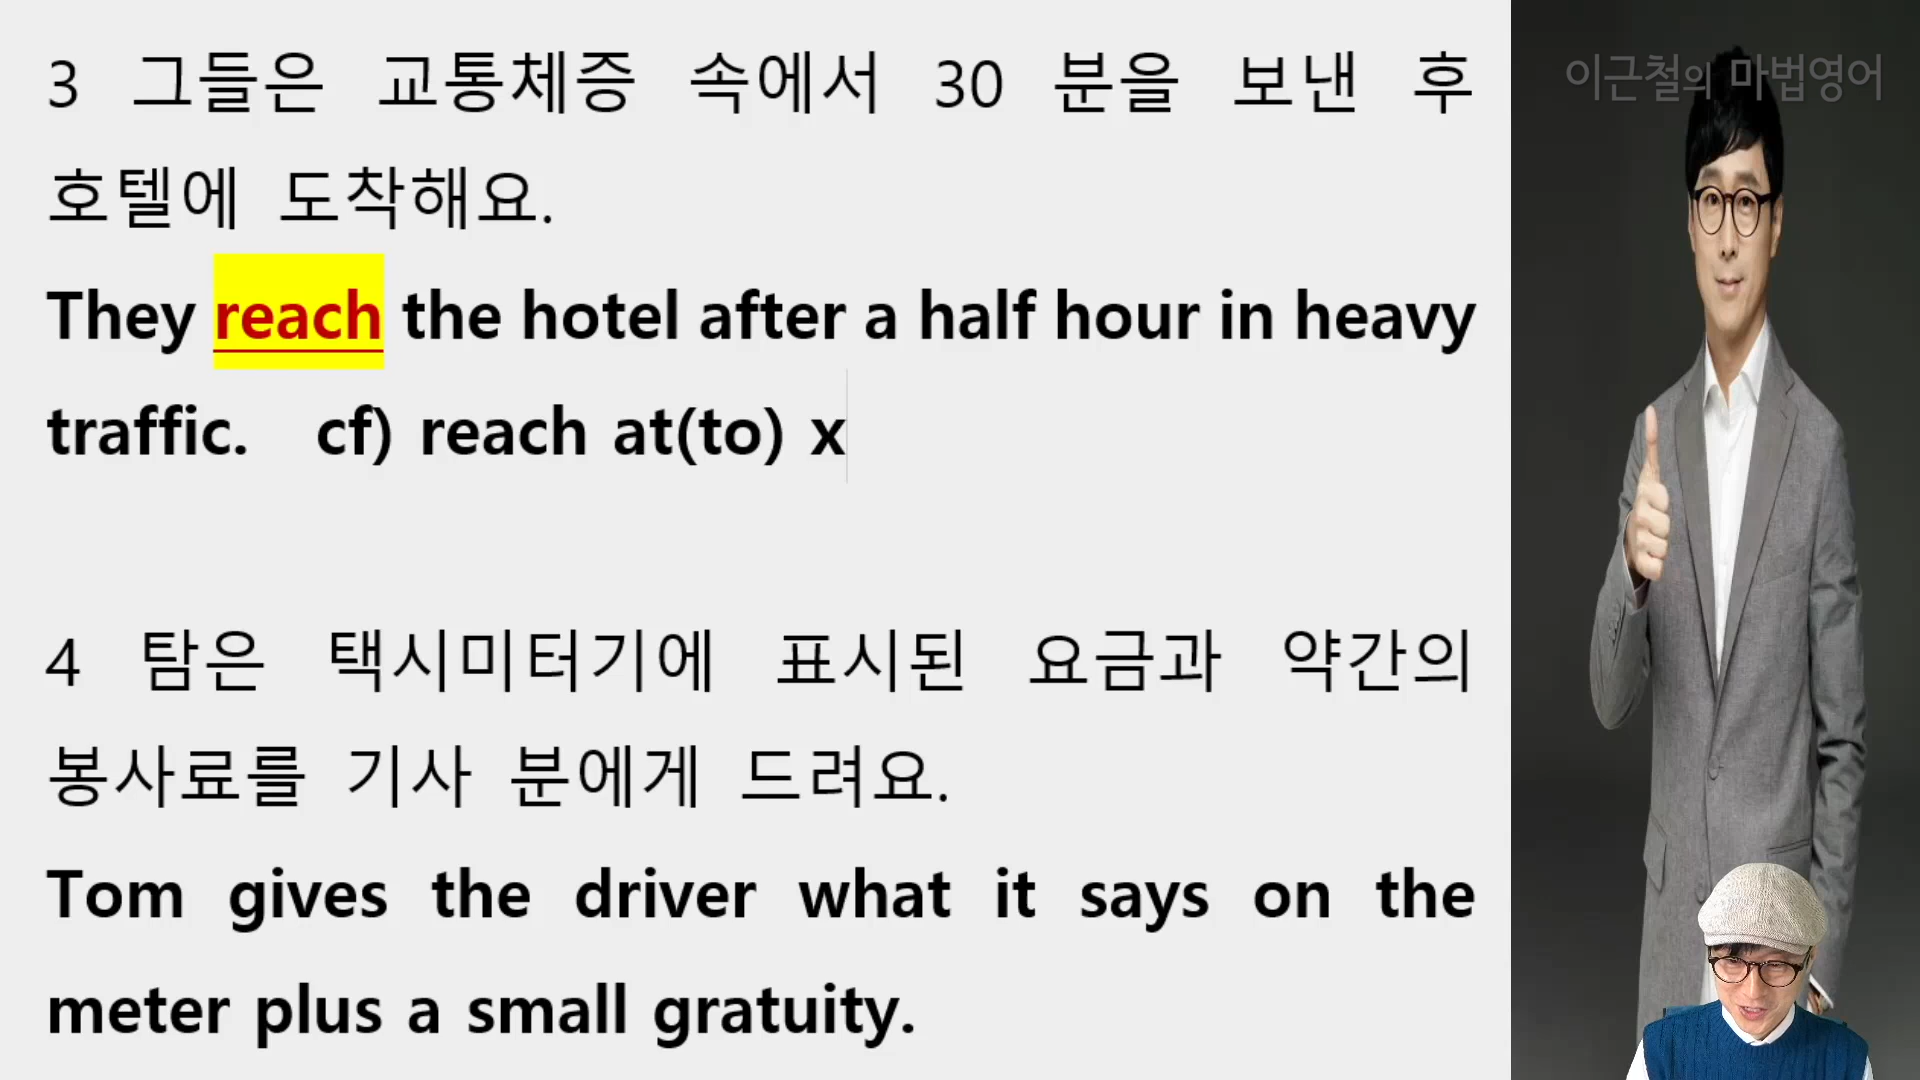 3 그들은 교통체증 속에서 30 분을 보낸 후
호텔에 도착해요.
They reach the hotel after a half hour in heavy
traffic. cf) reach at(to) x
4 탐은 택시미터기에 표시된 요금과 약간의
봉사료를 기사 분에게 드려요.
Tom gives the driver what it says on the
meter plus a small gratuity.
이근철의 마법영어